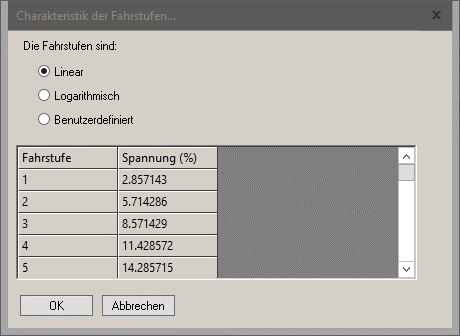 Charakteristik der Fahrstufen...
Die Fahrstufen sind:
Linear
Logarithmisch
Benutzerdefiniert
Fahrstufe Spannung (%)
1 2.857143
2 5.714286
3 8.571429
4 11.428572
5 14.285715
OK Abbrechen